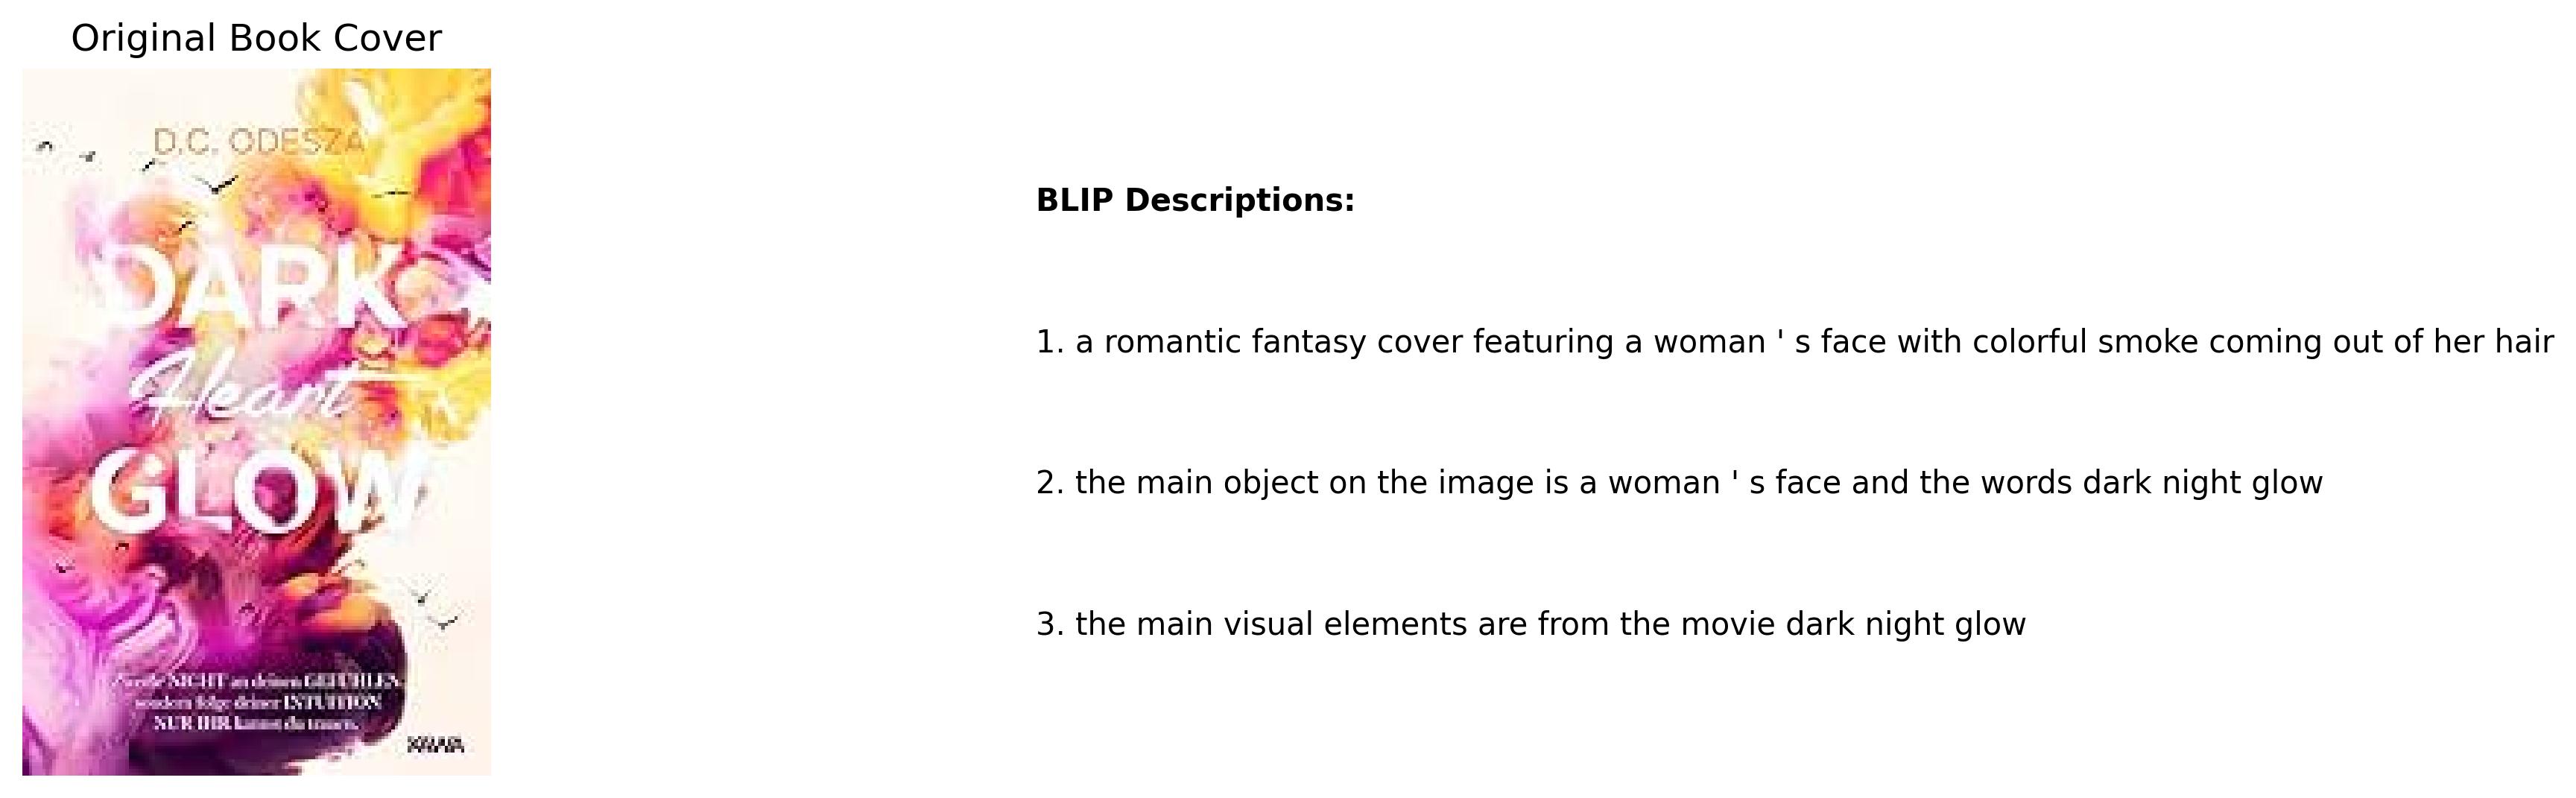 Original Book Cover
D.C. ODESZA
DARK
Heart
GLOW
NICHT an deinen GEFÜHLEN
sondern folge deiner INTUITION
NUR IHR kannst du trauen.
BLIP Descriptions:
1. a romantic fantasy cover featuring a woman ' s face with colorful smoke coming out of her hair
2. the main object on the image is a woman ' s face and the words dark night glow
3. the main visual elements are from the movie dark night glow